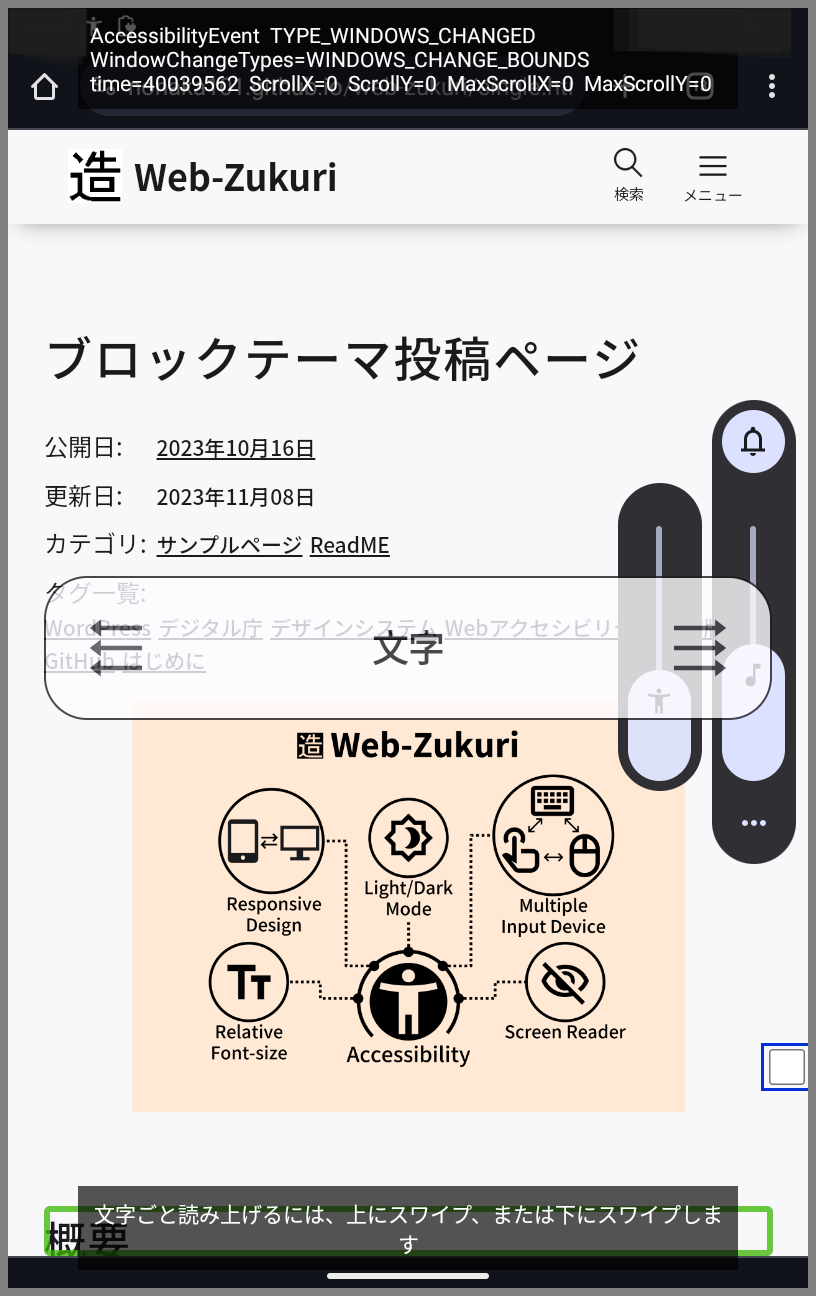 AccessibilityEvent TYPE_WINDOWS_CHANGED
WindowChangeTypes=WINDOWS_CHANGE_BOUNDS
time=40039562 ScrollX=0 ScrollY=0 MaxScrollX=0 MaxScrollY=0
造 Web-Zukuri
検索
メニュー
ブロックテーマ投稿ページ
公開日: 2023年10月16日
更新日: 2023年11月08日
カテゴリ: サンプルページ ReadME
タグ一覧:
WordPress デジタル庁 デザインシステム Webアクセシビリ
GitHub はじめに
文字
造 Web-Zukuri
Responsive
Design
Light/Dark
Mode
Multiple
Input Device
Tт
Relative
Font-size
Accessibility
Screen Reader
文字ごと読み上げるには、上にスワイプ、または下にスワイプしま
す
概要